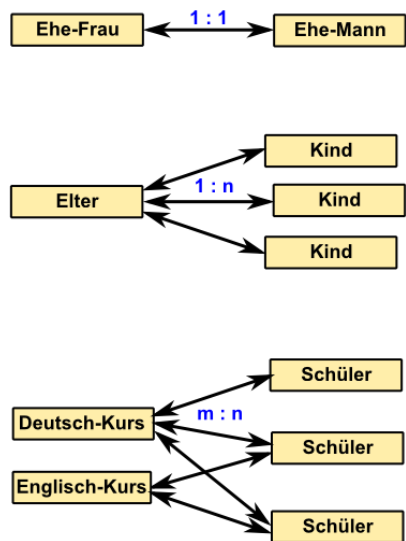 1 : 1
Ehe-Frau
Ehe-Mann
Kind
1 : n
Elter
Kind
Kind
Schüler
m : n
Deutsch-Kurs
Schüler
Englisch-Kurs
Schüler